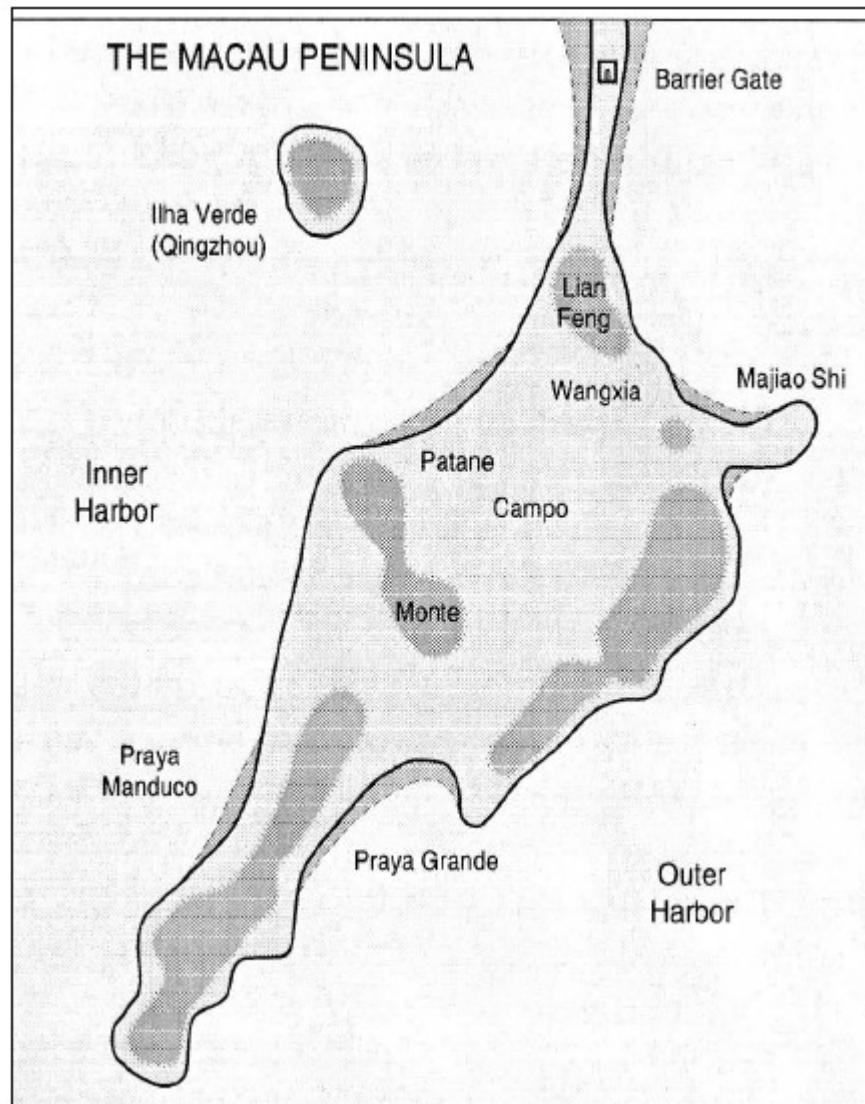 THE MACAU PENINSULA
Barrier Gate
Ilha Verde
(Qingzhou)
Lian
Feng
Majiao Shi
Wangxia
Patane
Inner
Harbor
Campo
Monte
Praya
Manduco
Praya Grande
Outer
Harbor